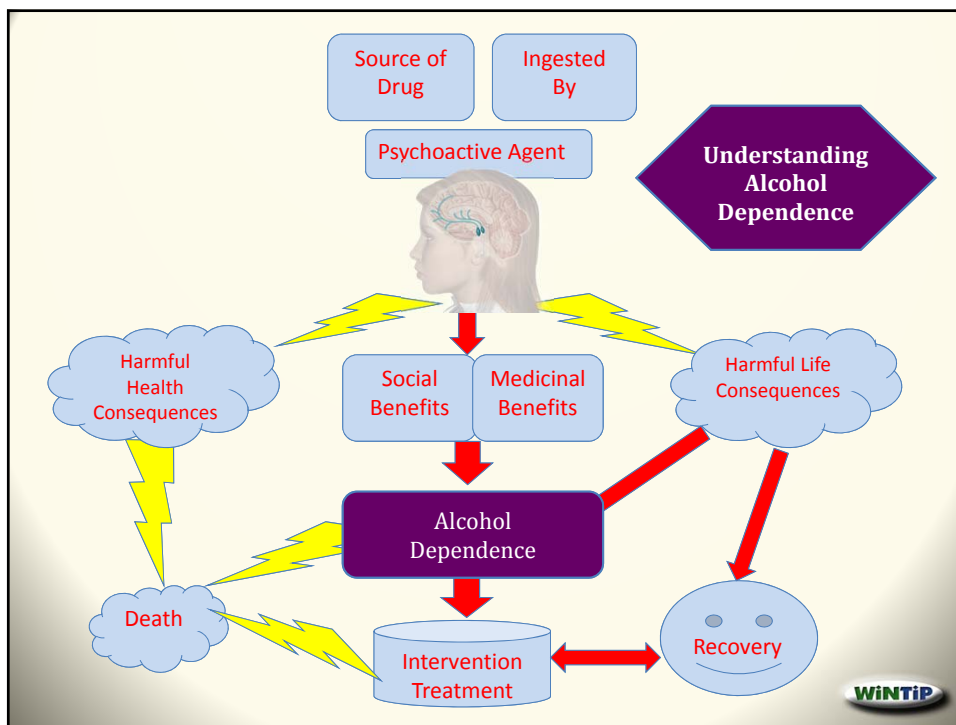 Source of
Drug
Ingested
By
Psychoactive Agent
Understanding
Alcohol
Dependence
Harmful
Health
Consequences
Social
Benefits
Medicinal
Benefits
Harmful Life
Consequences
Alcohol
Dependence
Death
Intervention
Treatment
Recovery
WiNTiP